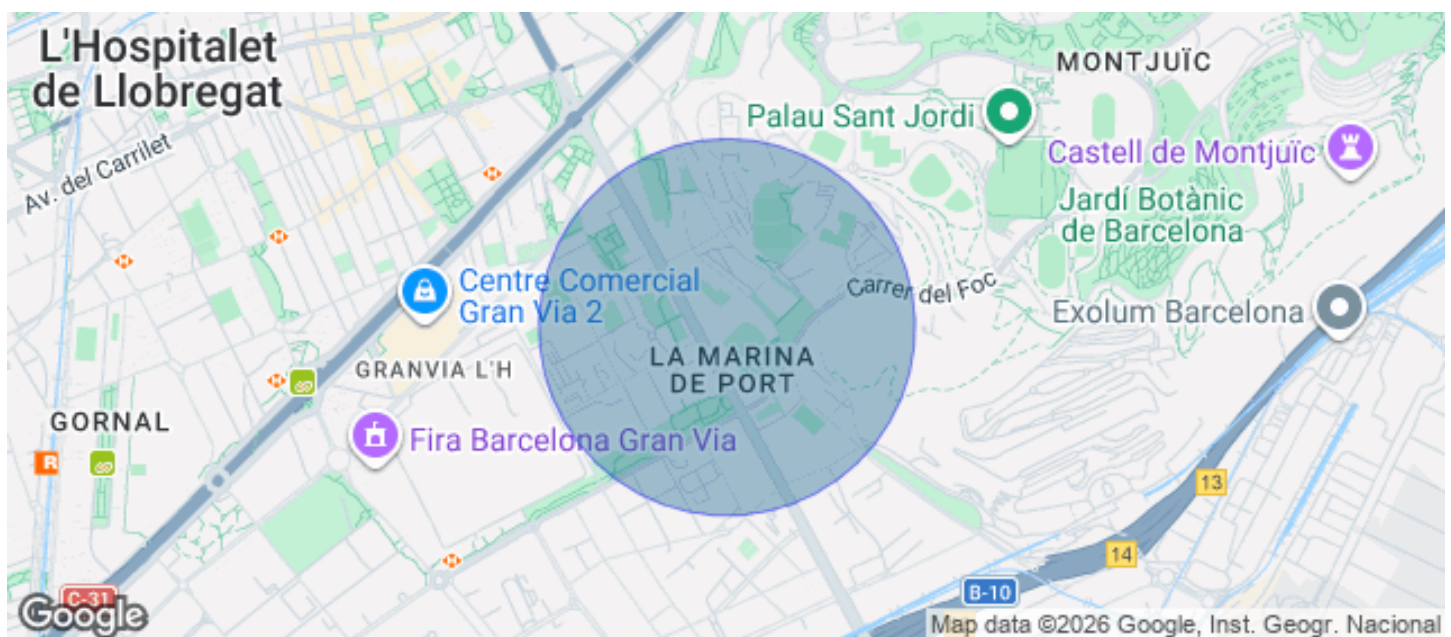 L'Hospitalet
de Llobregat
MONTJUÏC
Palau Sant Jordi
Av. del Carrilet
Castell de Montjuïc
Jardí Botànic
de Barcelona
Centre Comercial
Gran Via 2
Carrer del Foc
Exolum Barcelona
LA MARINA
DE PORT
GRANVIA L'H
GORNAL
Fira Barcelona Gran Via
R
13
14
B-10
C-31
Google
Map data ©2026 Google, Inst. Geogr. Nacional